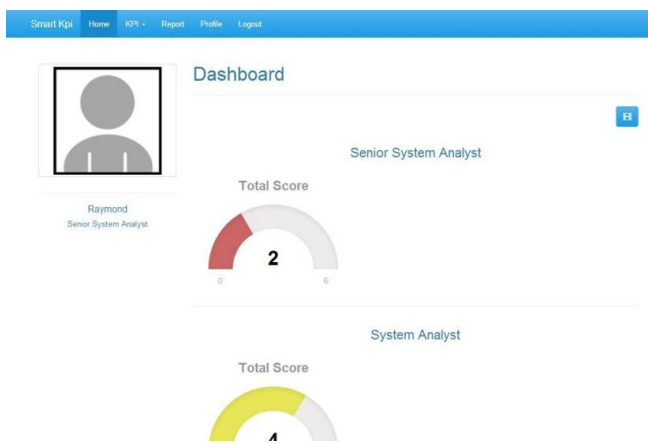 Smart Kpi Home KPI Report Profile Logout
Dashboard
Senior System Analyst
Total Score
2
0 6
Raymond
Senior System Analyst
System Analyst
Total Score
4